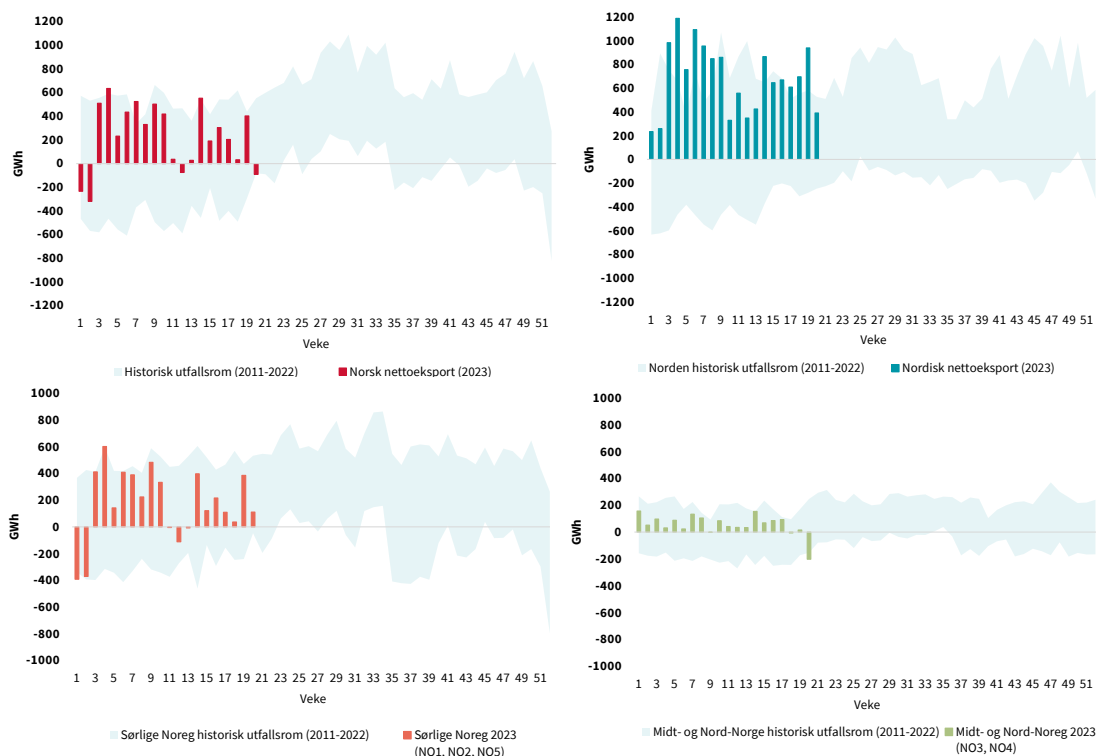 1200
1000
800
600
400
200
0
-200
-400
-600
-800
-1000
-1200
GWh
1 3 5 7 9 11 13 15 17 19 21 23 25 27 29 31 33 35 37 39 41 43 45 47 49 51
Veke
Historisk utfallsrom (2011-2022) Norsk nettoeksport (2023)
1200
1000
800
600
400
200
0
-200
-400
-600
-800
-1000
-1200
GWh
1 3 5 7 9 11 13 15 17 19 21 23 25 27 29 31 33 35 37 39 41 43 45 47 49 51
Veke
Norden historisk utfallsrom (2011-2022) Nordisk nettoeksport (2023)
1000
800
600
400
200
0
-200
-400
-600
-800
-1000
GWh
1 3 5 7 9 11 13 15 17 19 21 23 25 27 29 31 33 35 37 39 41 43 45 47 49 51
Veke
Sørlige Noreg historisk utfallsrom (2011-2022) Sørlige Noreg 2023
(NO1, NO2, NO5)
1000
800
600
400
200
0
-200
-400
-600
-800
-1000
GWh
1 3 5 7 9 11 13 15 17 19 21 23 25 27 29 31 33 35 37 39 41 43 45 47 49 51
Veke
Midt- og Nord-Norge historisk utfallsrom (2011-2022) Midt- og Nord-Noreg 2023
(NO3, NO4)